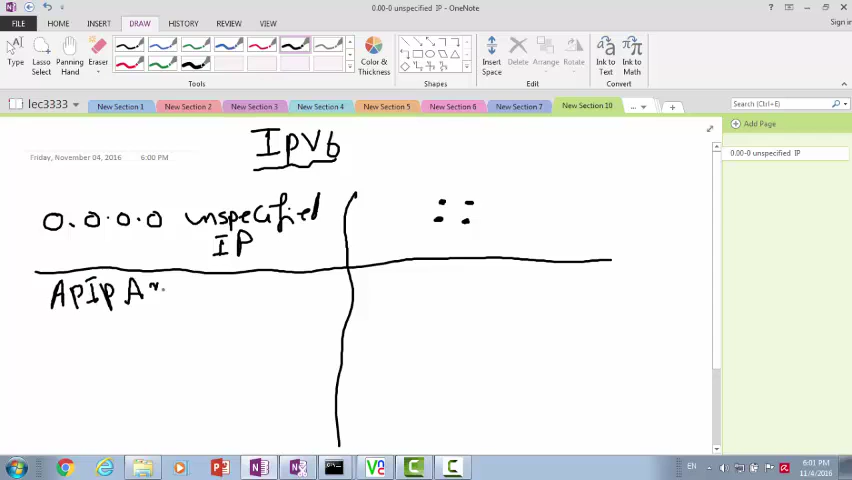 0.00-0 unspecified IP - OneNote
Sign in
FILE HOME INSERT DRAW HISTORY REVIEW VIEW
Type Lasso Select Panning Hand Eraser Color & Thickness Insert Space Delete Arrange Rotate Ink to Text Ink to Math
Tools Shapes Edit Convert
lec3333 New Section 1 New Section 2 New Section 3 New Section 4 New Section 5 New Section 6 New Section 7 New Section 10 ... Search (Ctrl+E)
Add Page
0.00-0 unspecified IP
Friday, November 04, 2016 6:00 PM
IpV6
0.0.0.0 unspecified ::
IP
ApIpA
EN 6:01 PM
11/4/2016